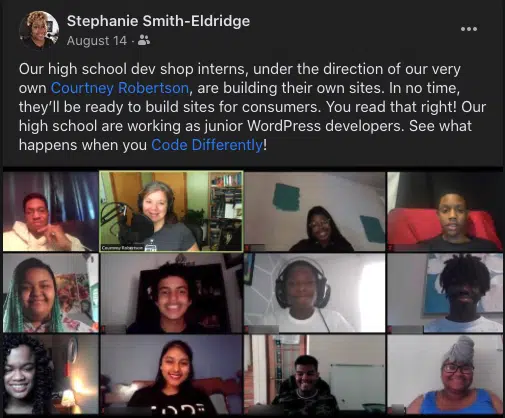 Stephanie Smith-Eldridge
August 14 ·
Our high school dev shop interns, under the direction of our very
own Courtney Robertson, are building their own sites. In no time,
they'll be ready to build sites for consumers. You read that right! Our
high school are working as junior WordPress developers. See what
happens when you Code Differently!
Courtney Robertson